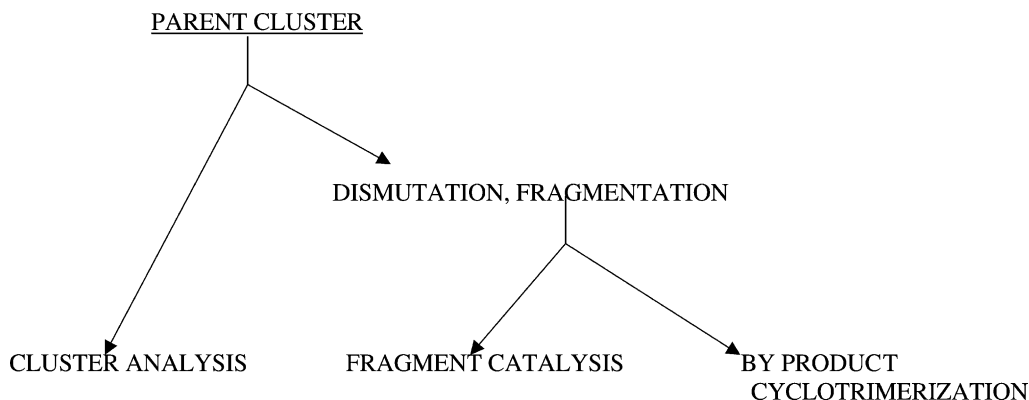 PARENT CLUSTER
DISMUTATION, FRAGMENTATION
CLUSTER ANALYSIS
FRAGMENT CATALYSIS
BY PRODUCT
CYCLOTRIMERIZATION